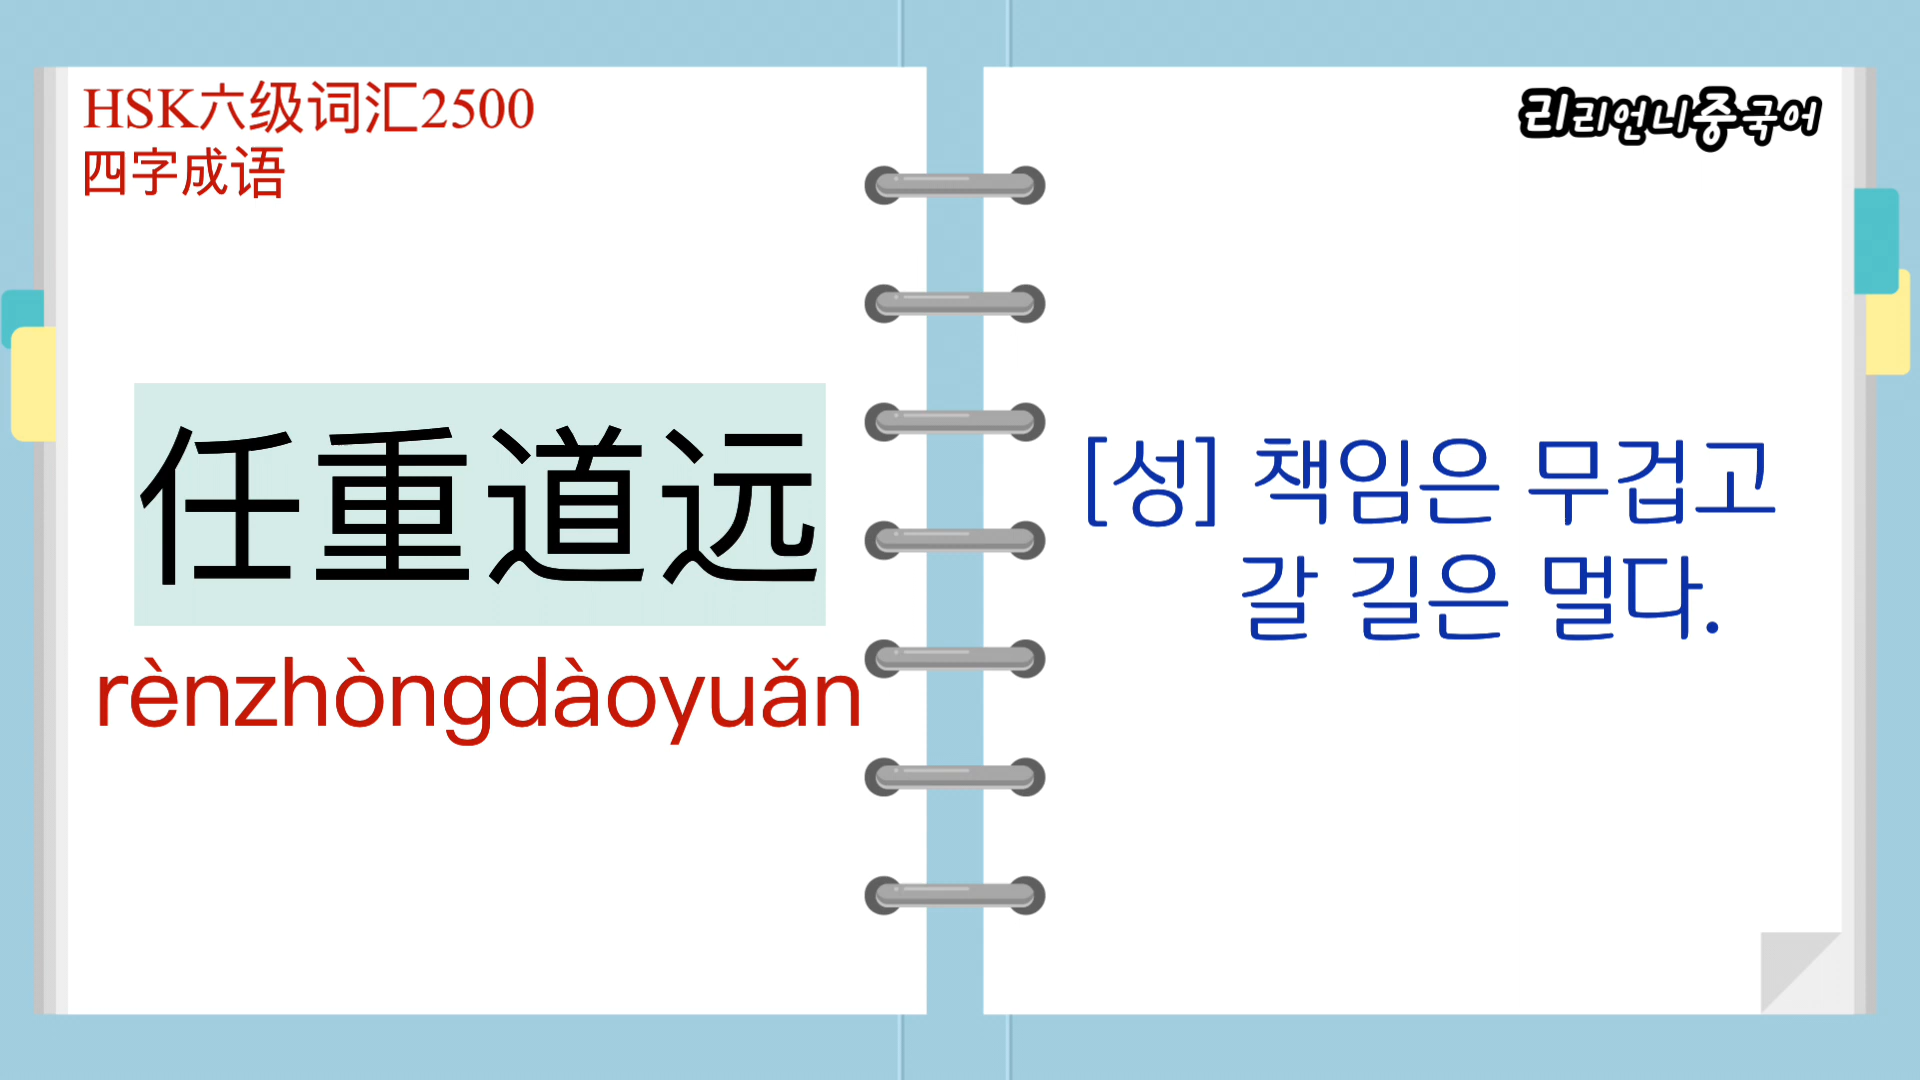 HSK六级词汇2500
四字成语
任重道远
rènzhòngdàoyuǎn
리리언니중국어
[성] 책임은 무겁고
갈 길은 멀다.